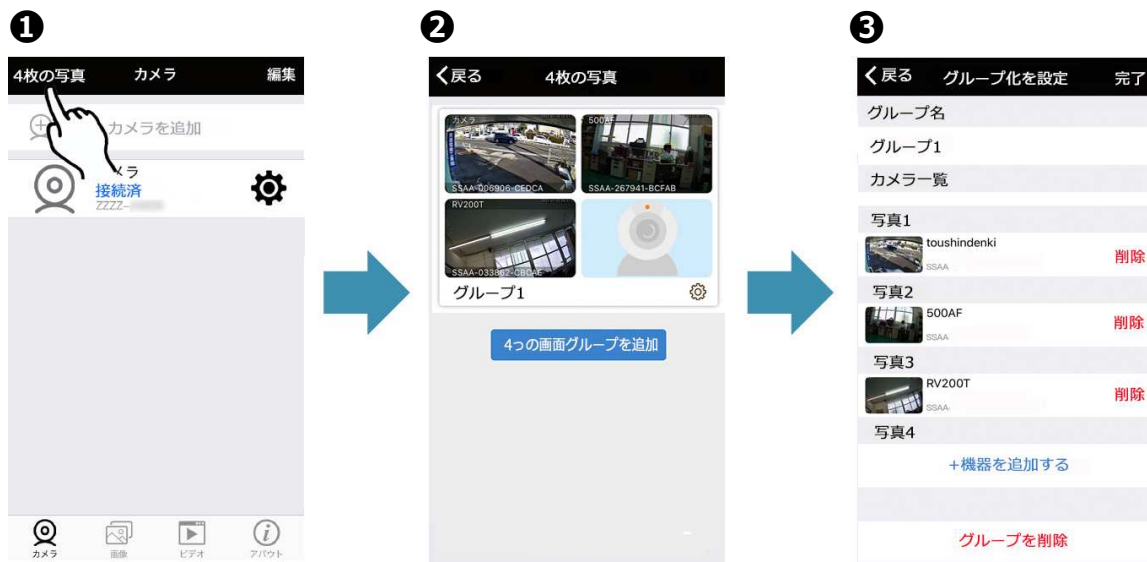 ❶
4枚の写真 カメラ 編集
カメラを追加
メラ
接続済
ZZZZ-
カメラ 画像 ビデオ アバウト
❷
戻る 4枚の写真
カメラ 500AF
SSAA-006906-CEDCA SSAA-267941-BCFAB
RV200T
SSAA-033862-CBCAE
グループ1
4っの画面グループを追加
❸
戻る グループ化を設定 完了
グループ名
グループ1
カメラ一覧
写真1
toushindenki
SSAA 削除
写真2
500AF
SSAA 削除
写真3
RV200T
SSAA- 削除
写真4
+機器を追加する
グループを削除